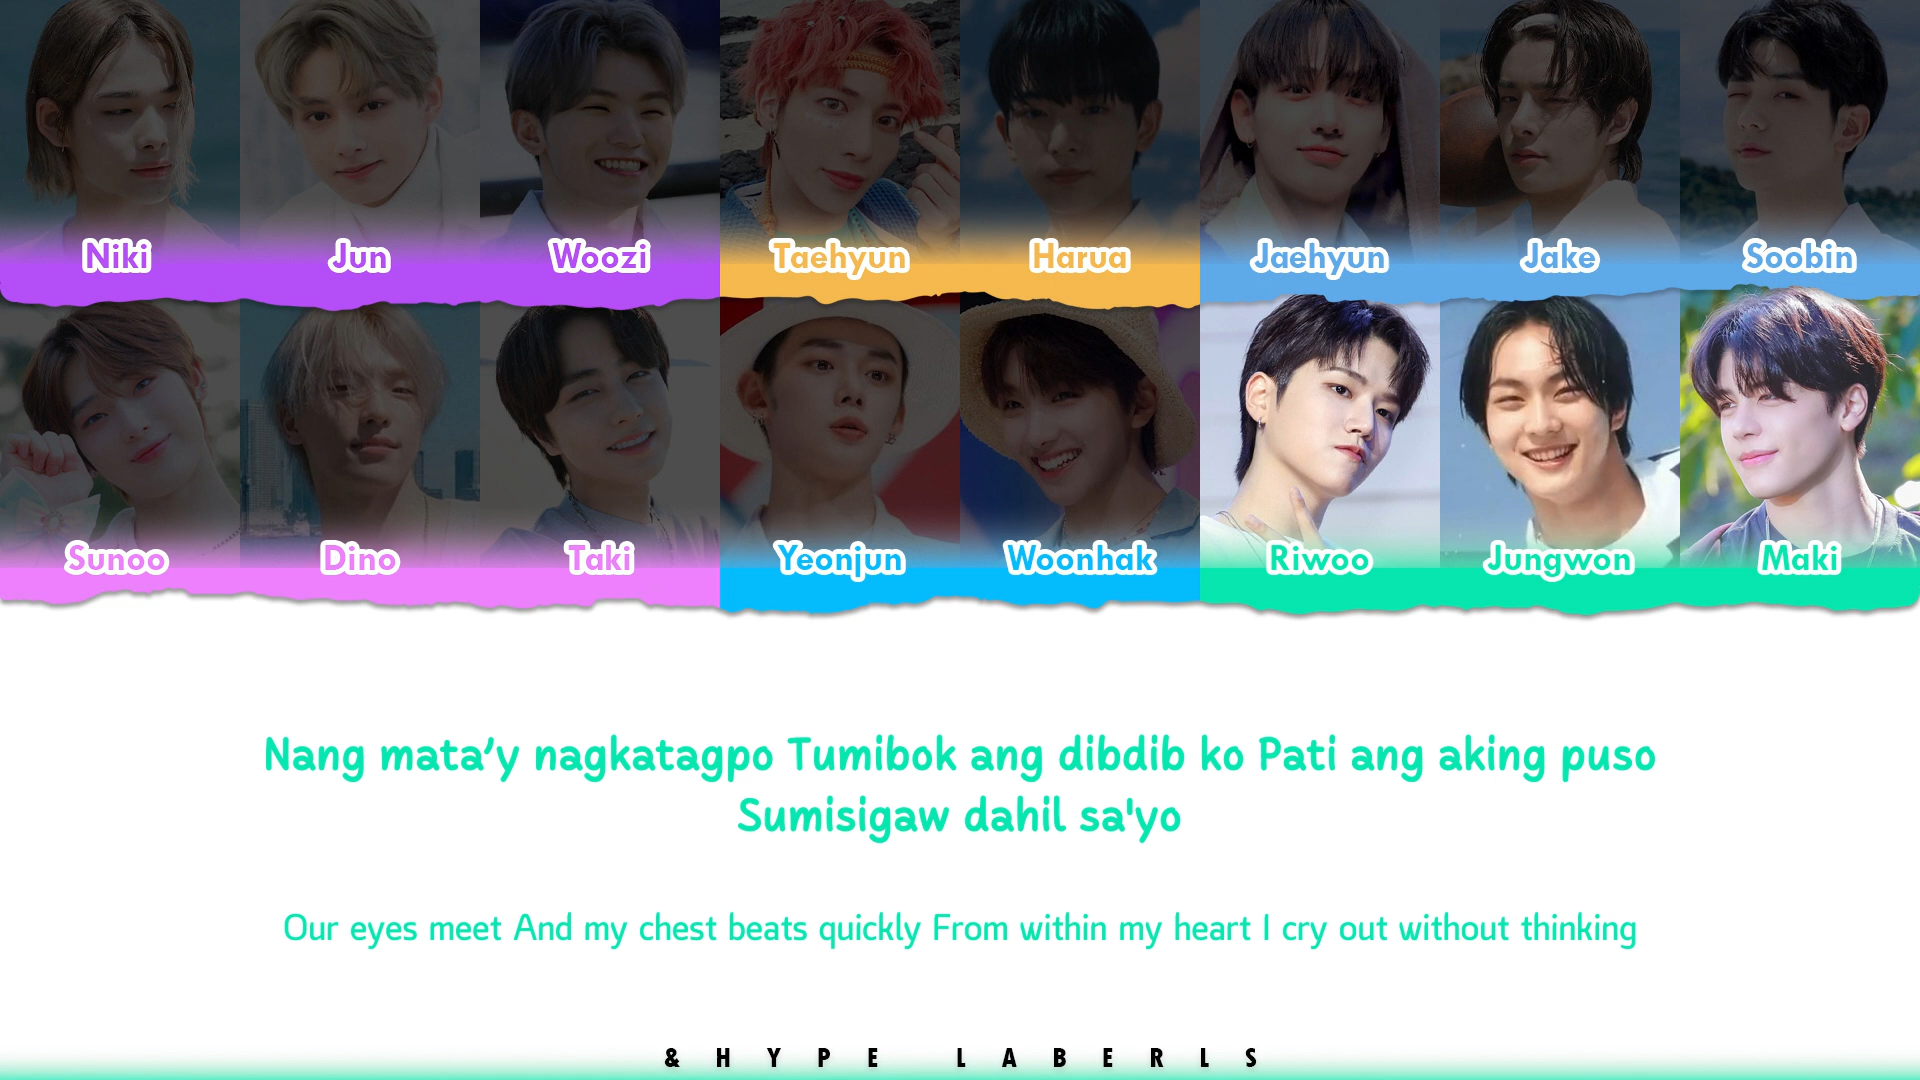 Niki Jun Woozi Taehyun Harua Jaehyun Jake Soobin
Sunoo Dino Taki Yeonjun Woonhak Riwoo Jungwon Maki
Nang mata’y nagkatagpo Tumibok ang dibdib ko Pati ang aking puso
Sumisigaw dahil sa'yo
Our eyes meet And my chest beats quickly From within my heart I cry out without thinking
&HYPE LABERLS